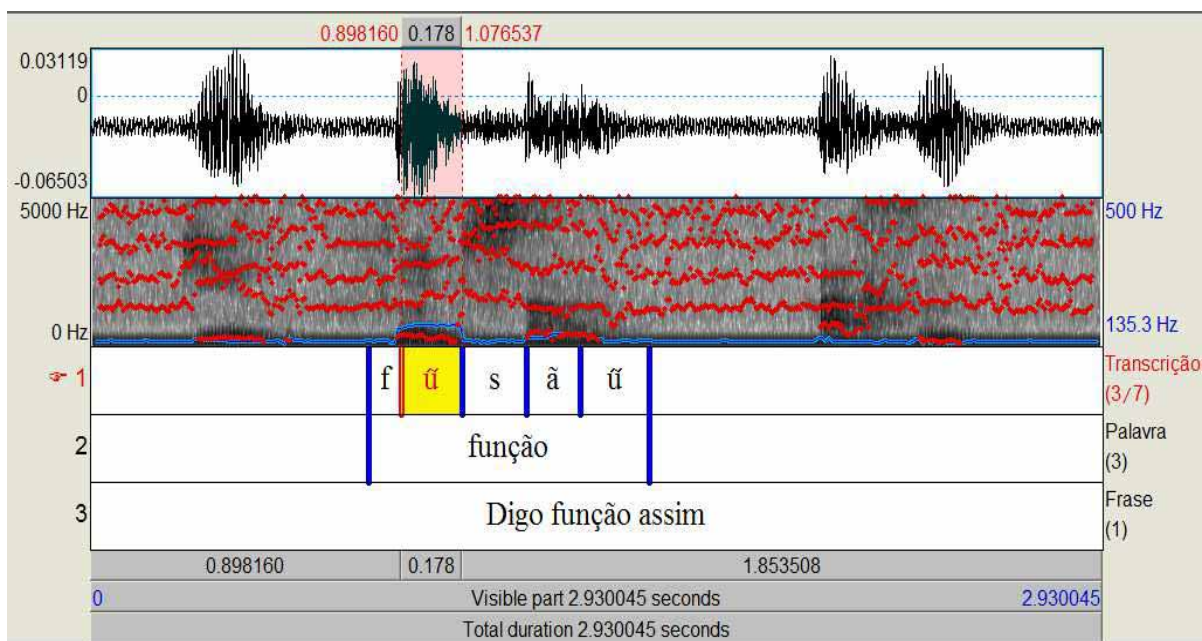 0.898160 0.178 1.076537
0.03119
0
-0.06503
5000 Hz 500 Hz
0 Hz 135.3 Hz
1 f ũ s ã ũ Transcrição (3/7)
2 função Palavra (3)
3 Digo função assim Frase (1)
0.898160 0.178 1.853508
0 Visible part 2.930045 seconds 2.930045
Total duration 2.930045 seconds